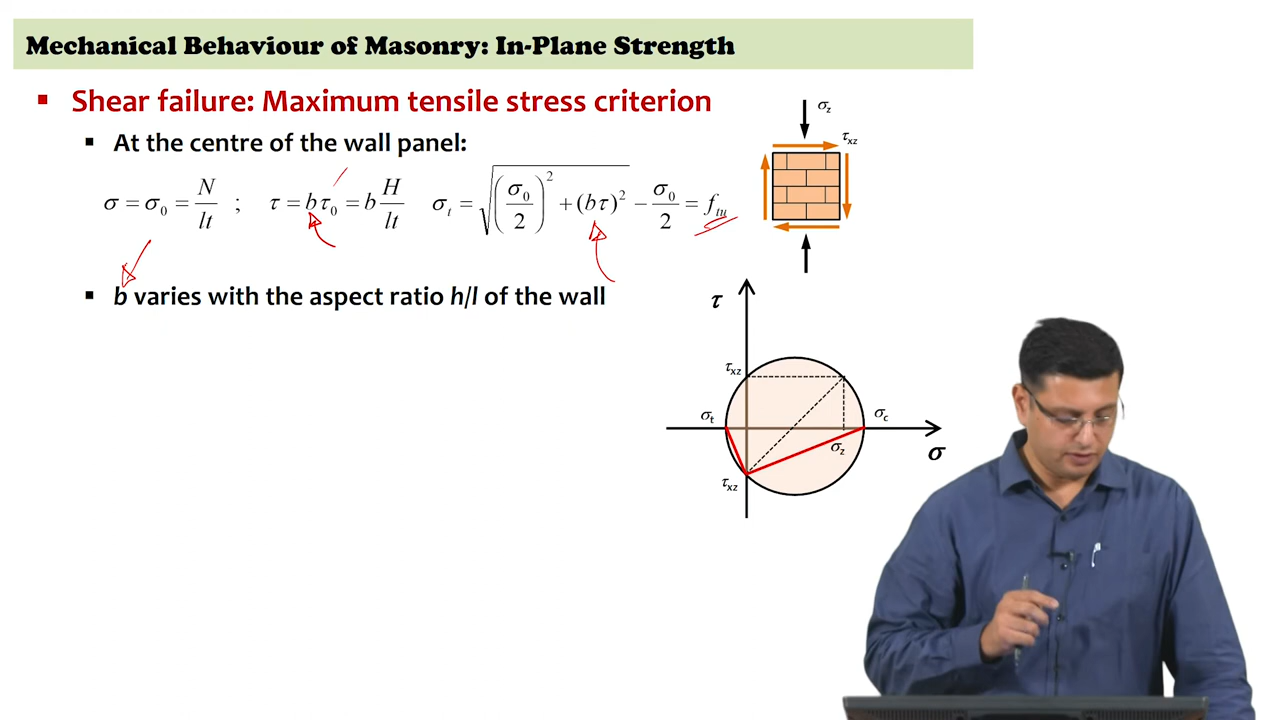 Mechanical Behaviour of Masonry: In-Plane Strength
Shear failure: Maximum tensile stress criterion
At the centre of the wall panel:
σ = σ₀ = N/lt ; τ = bτ₀ = b H/lt σₜ = √((σ₀/2)² + (bτ)²) − σ₀/2 = fₜᵤ
b varies with the aspect ratio h/l of the wall
σz
τxz
τ
τxz
σt
σc
σz
σ
τxz